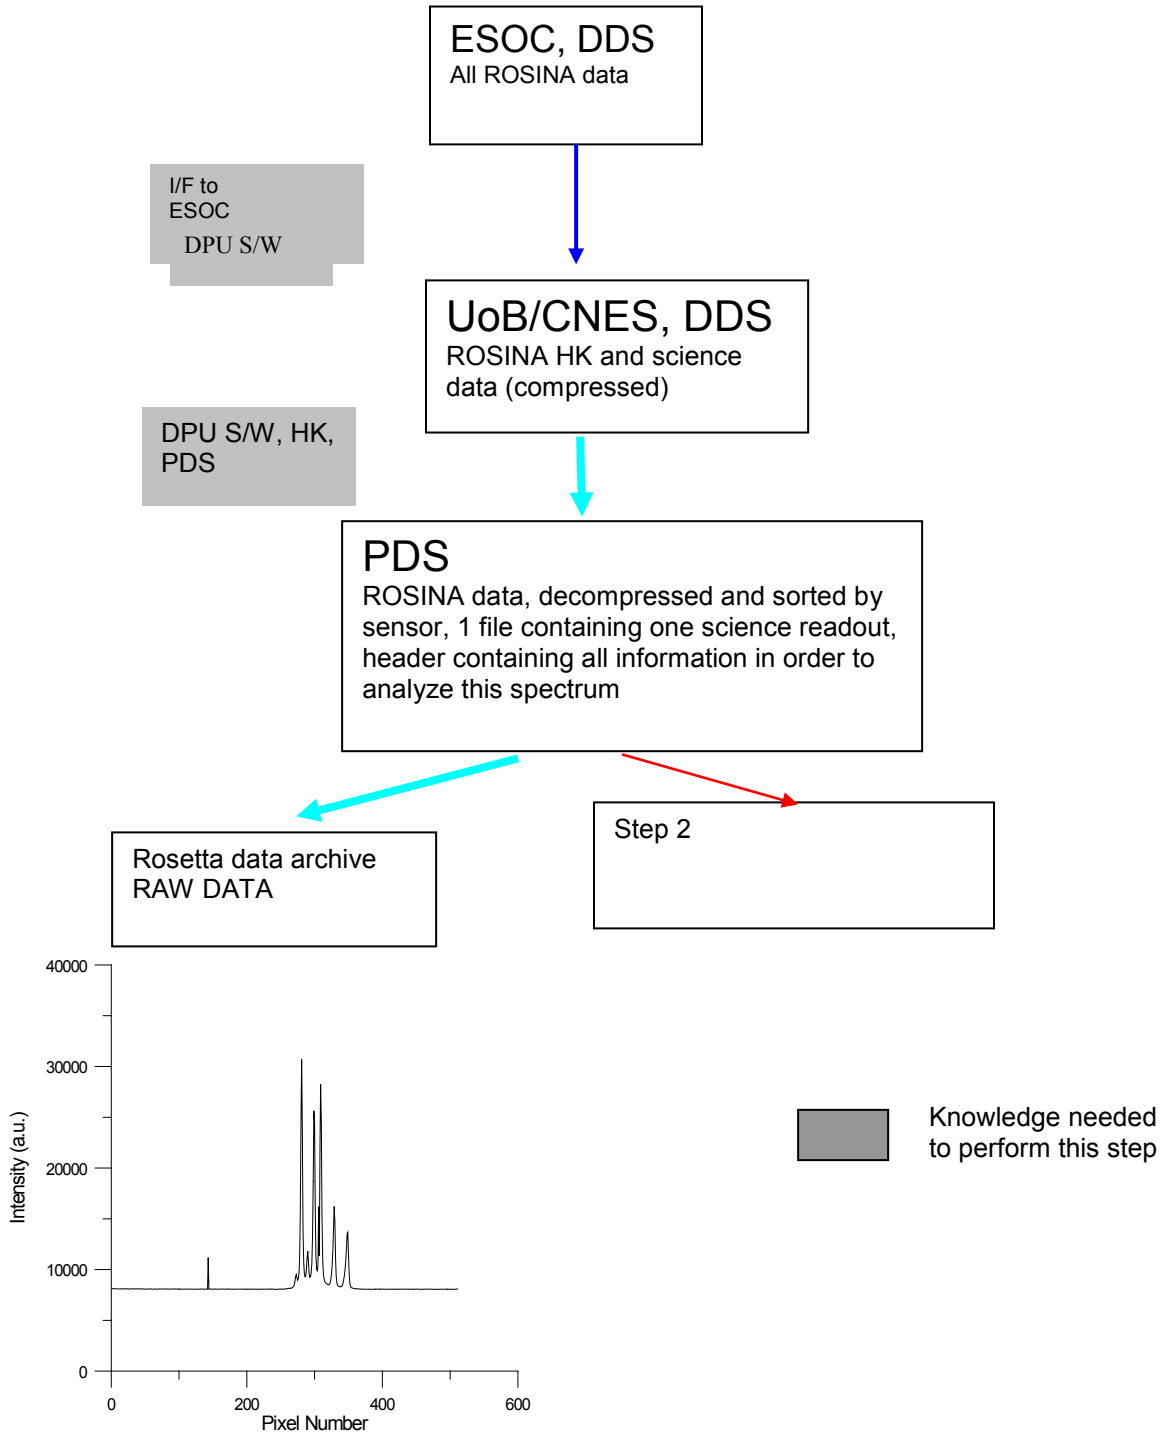 ESOC, DDS
All ROSINA data
I/F to
ESOC
DPU S/W
UoB/CNES, DDS
ROSINA HK and science
data (compressed)
DPU S/W, HK,
PDS
PDS
ROSINA data, decompressed and sorted by
sensor, 1 file containing one science readout,
header containing all information in order to
analyze this spectrum
Rosetta data archive
RAW DATA
Step 2
40000
30000
20000
10000
0
Intensity (a.u.)
0 200 400 600
Pixel Number
Knowledge needed
to perform this step